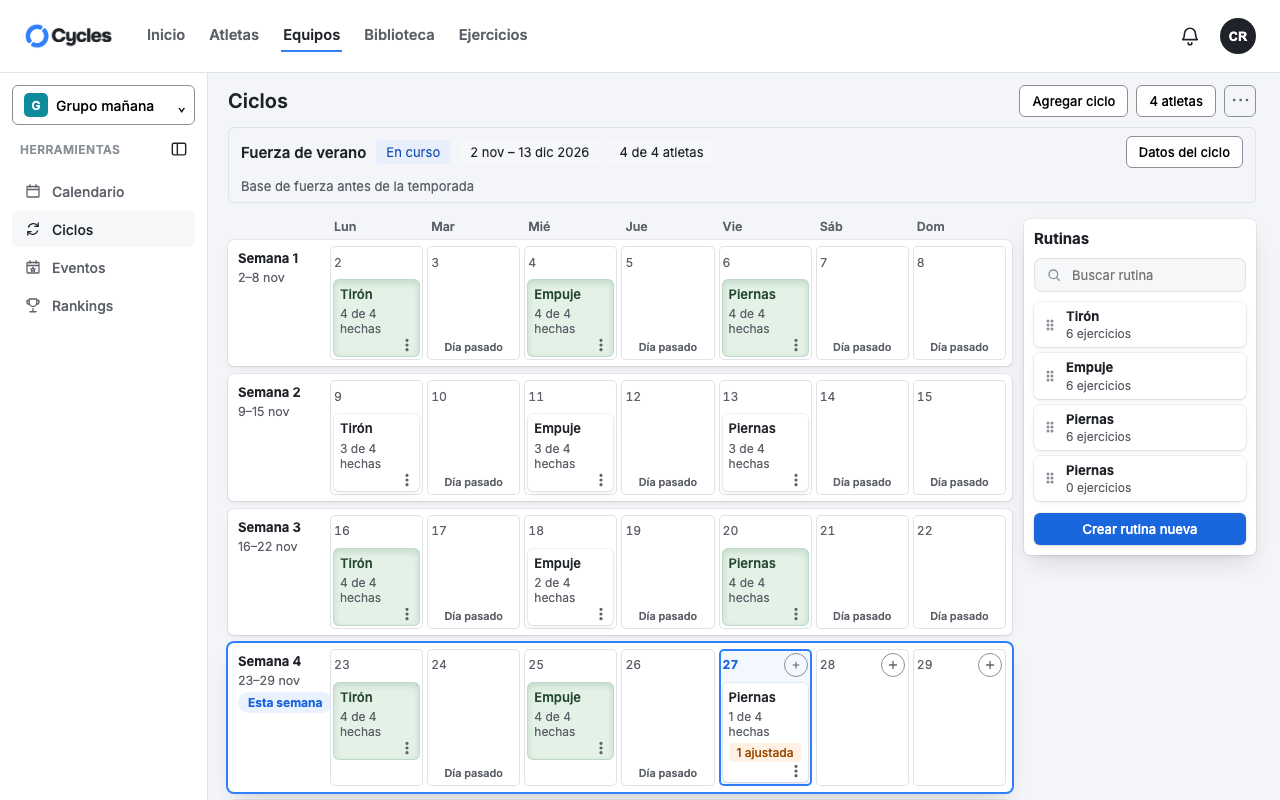 Cycles
Inicio
Atletas
Equipos
Biblioteca
Ejercicios
CR
G
Grupo mañana
HERRAMIENTAS
Calendario
Ciclos
Eventos
Rankings
Ciclos
Agregar ciclo
4 atletas
Fuerza de verano
En curso
2 nov – 13 dic 2026
4 de 4 atletas
Datos del ciclo
Base de fuerza antes de la temporada
Lun
Mar
Mié
Jue
Vie
Sáb
Dom
Semana 1
2–8 nov
2
Tirón
4 de 4
hechas
3
Día pasado
4
Empuje
4 de 4
hechas
5
Día pasado
6
Piernas
4 de 4
hechas
7
Día pasado
8
Día pasado
Semana 2
9–15 nov
9
Tirón
3 de 4
hechas
10
Día pasado
11
Empuje
3 de 4
hechas
12
Día pasado
13
Piernas
3 de 4
hechas
14
Día pasado
15
Día pasado
Semana 3
16–22 nov
16
Tirón
4 de 4
hechas
17
Día pasado
18
Empuje
2 de 4
hechas
19
Día pasado
20
Piernas
4 de 4
hechas
21
Día pasado
22
Día pasado
Semana 4
23–29 nov
Esta semana
23
Tirón
4 de 4
hechas
24
Día pasado
25
Empuje
4 de 4
hechas
26
Día pasado
27
Piernas
1 de 4
hechas
1 ajustada
28
29
Rutinas
Buscar rutina
Tirón
6 ejercicios
Empuje
6 ejercicios
Piernas
6 ejercicios
Piernas
0 ejercicios
Crear rutina nueva